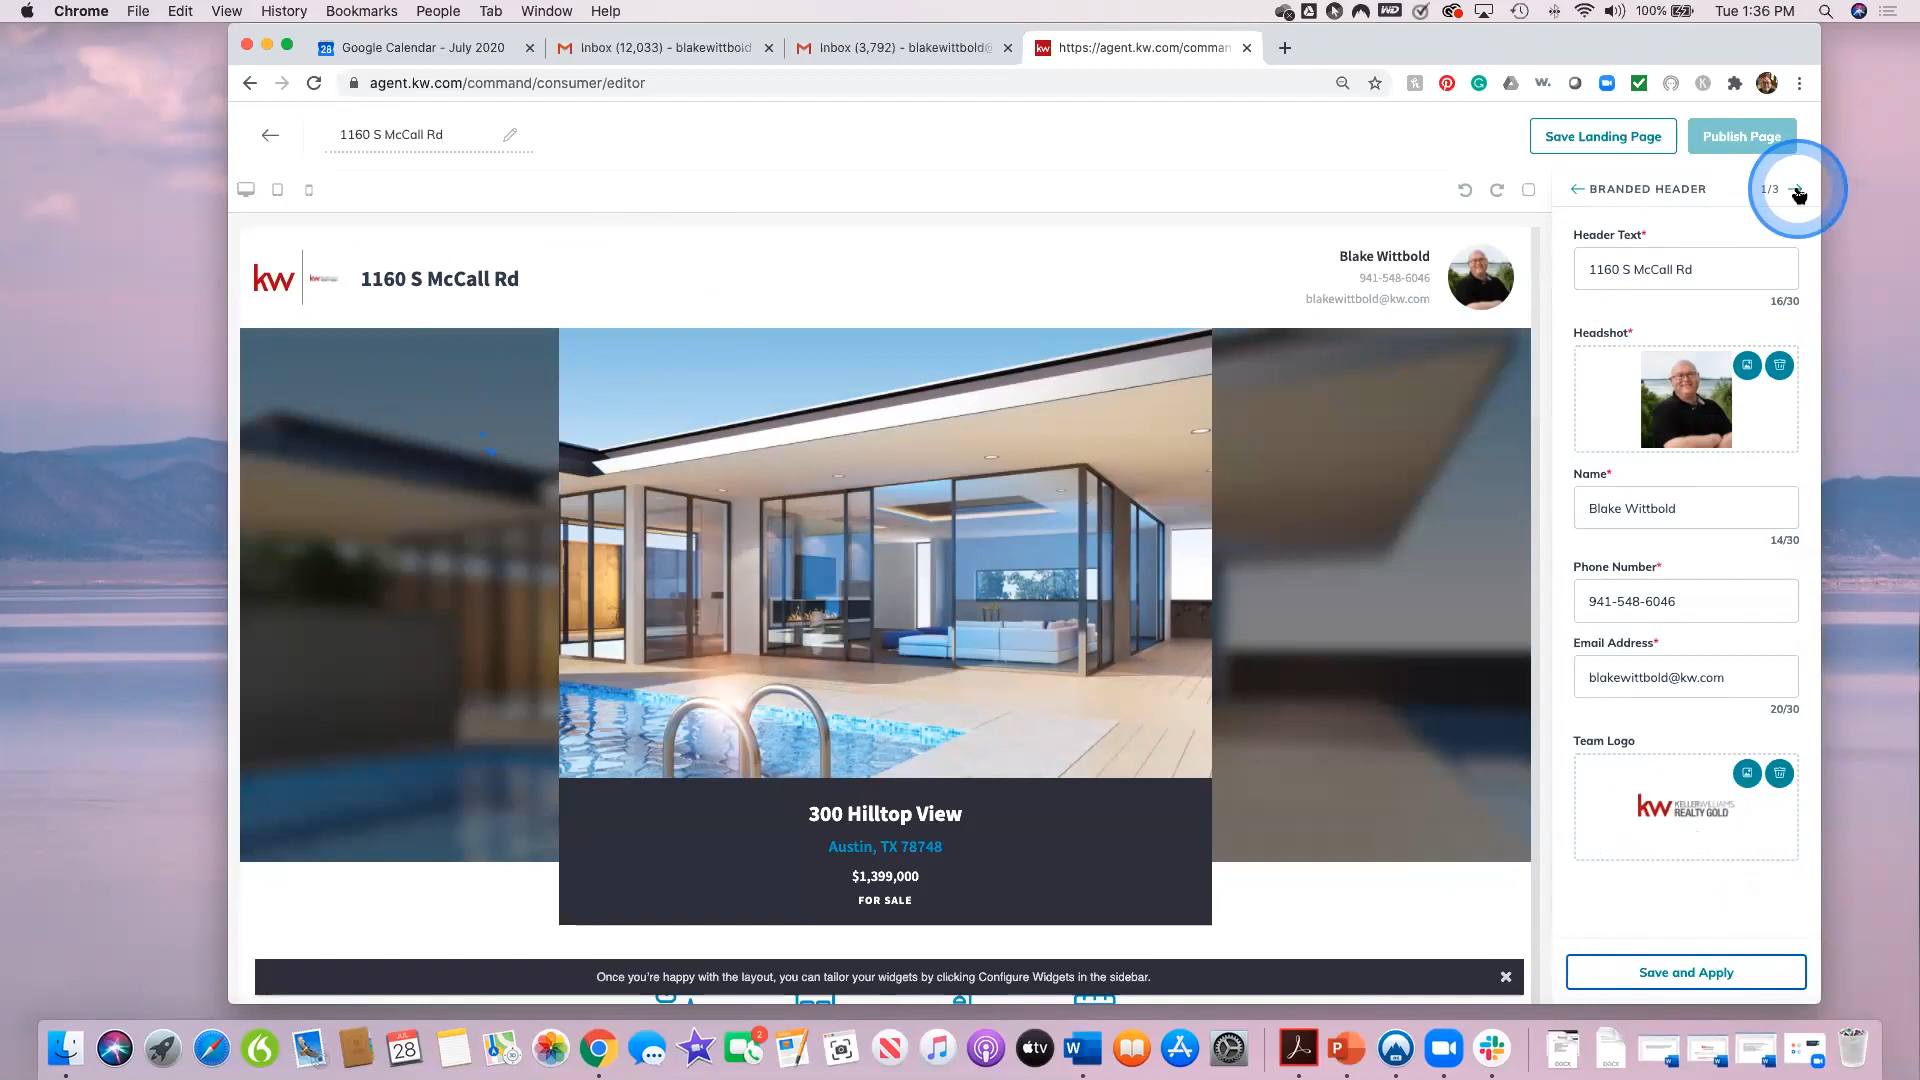 Chrome File Edit View History Bookmarks People Tab Window Help
100% Tue 1:36 PM
Google Calendar - July 2020
Inbox (12,033) - blakewittbold
Inbox (3,792) - blakewittbold@
https://agent.kw.com/comman
agent.kw.com/command/consumer/editor
1160 S McCall Rd
Save Landing Page
Publish Page
BRANDED HEADER
1/3
kw
1160 S McCall Rd
Blake Wittbold
941-548-6046
blakewittbold@kw.com
Header Text*
1160 S McCall Rd
16/30
Headshot*
Name*
Blake Wittbold
14/30
Phone Number*
941-548-6046
Email Address*
blakewittbold@kw.com
20/30
Team Logo
kw KELLERWILLIAMS
REALTY GOLD
300 Hilltop View
Austin, TX 78748
$1,399,000
FOR SALE
Once you're happy with the layout, you can tailor your widgets by clicking Configure Widgets in the sidebar.
Save and Apply
JUL
28
2
tv
W
P
DOCX
DOCX